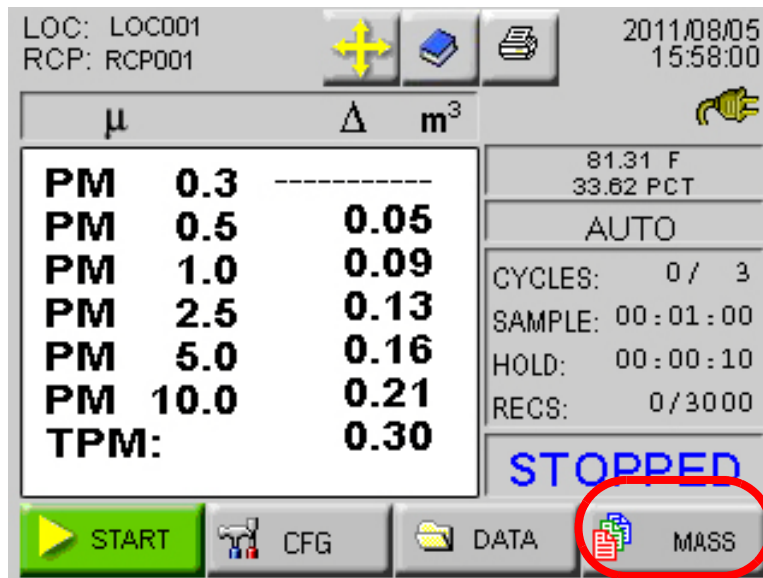 LOC: LOC001
RCP: RCP001
2011/08/05
15:58:00
μ Δ m³
PM 0.3 -----------
PM 0.5 0.05
PM 1.0 0.09
PM 2.5 0.13
PM 5.0 0.16
PM 10.0 0.21
TPM: 0.30
81.31 F
33.62 PCT
AUTO
CYCLES: 0/ 3
SAMPLE: 00:01:00
HOLD: 00:00:10
RECS: 0/3000
STOPPED
START CFG DATA MASS